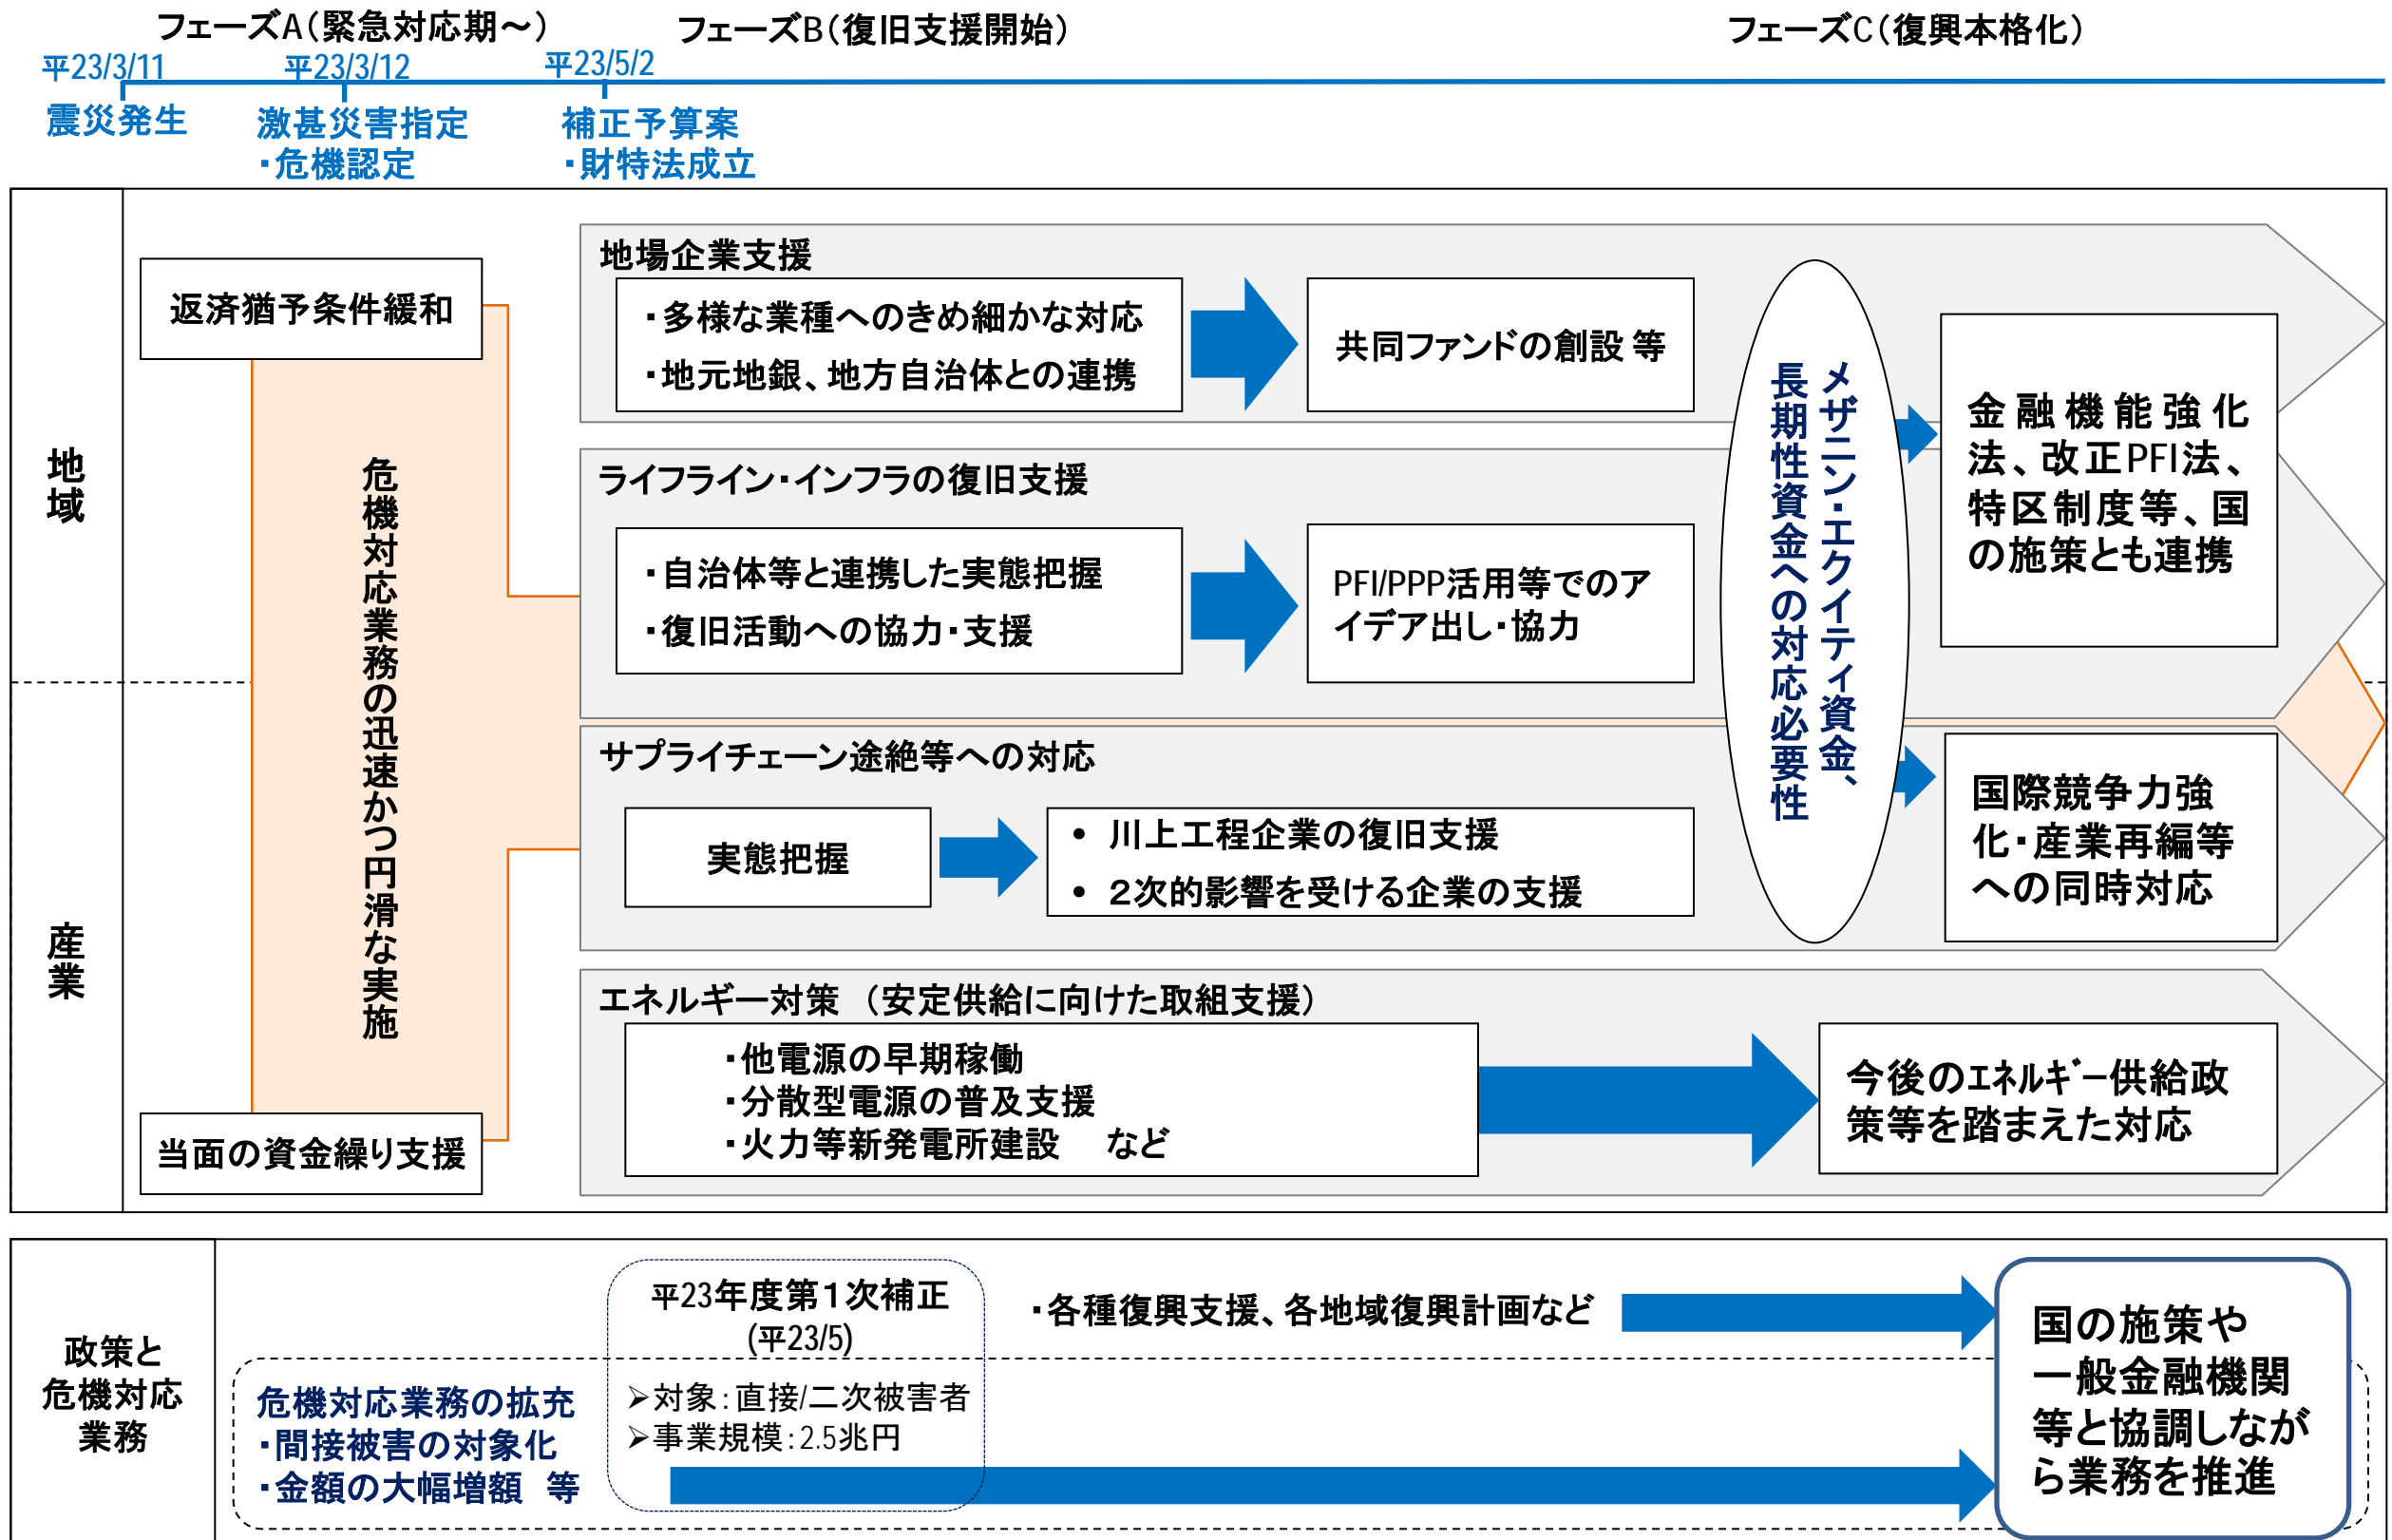 フェーズA(緊急対応期～)
フェーズB(復旧支援開始)
フェーズC(復興本格化)
平23/3/11
平23/3/12
平23/5/2
震災発生
激甚災害指定
・危機認定
補正予算案
・財特法成立
地域
産業
返済猶予条件緩和
危機対応業務の迅速かつ円滑な実施
当面の資金繰り支援
地場企業支援
・多様な業種へのきめ細かな対応
・地元地銀、地方自治体との連携
共同ファンドの創設 等
ライフライン・インフラの復旧支援
・自治体等と連携した実態把握
・復旧活動への協力・支援
PFI/PPP活用等でのア
イデア出し・協力
メザニン・エクイティ資金、
長期性資金への対応必要性
金融機能強化
法、改正PFI法、
特区制度等、国
の施策とも連携
サプライチェーン途絶等への対応
実態把握
• 川上工程企業の復旧支援
• 2次的影響を受ける企業の支援
国際競争力強
化・産業再編等
への同時対応
エネルギー対策 (安定供給に向けた取組支援)
・他電源の早期稼働
・分散型電源の普及支援
・火力等新発電所建設 など
今後のｴﾈﾙｷﾞｰ供給政
策等を踏まえた対応
政策と
危機対応
業務
平23年度第1次補正
(平23/5)
➢対象:直接/二次被害者
➢事業規模:2.5兆円
危機対応業務の拡充
・間接被害の対象化
・金額の大幅増額 等
・各種復興支援、各地域復興計画など
国の施策や
一般金融機関
等と協調しなが
ら業務を推進